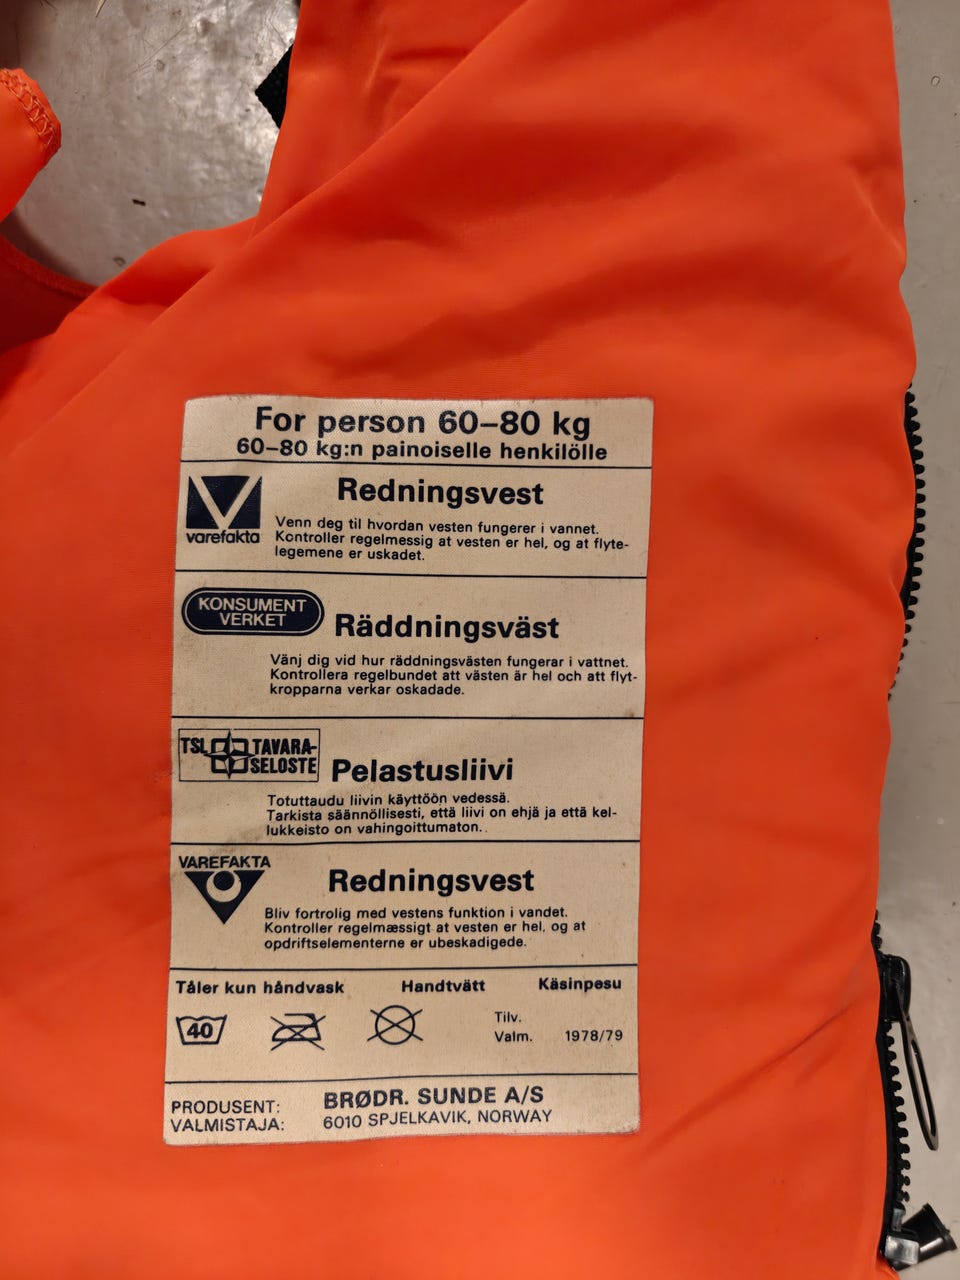 For person 60–80 kg
60–80 kg:n painoiselle henkilölle
varefakta
Redningsvest
Venn deg til hvordan vesten fungerer i vannet.
Kontroller regelmessig at vesten er hel, og at flyte-
legemene er uskadet.
KONSUMENT
VERKET
Räddningsväst
Vänj dig vid hur räddningsvästen fungerar i vattnet.
Kontrollera regelbundet att västen är hel och att flyt-
kropparna verkar oskadade.
TSL TAVARA-
SELOSTE
Pelastusliivi
Totuttaudu liivin käyttöön vedessä.
Tarkista säännöllisesti, että liivi on ehjä ja että kel-
lukkeisto on vahingoittumaton.
VAREFAKTA
Redningsvest
Bliv fortrolig med vestens funktion i vandet.
Kontroller regelmæssigt at vesten er hel, og at
opdriftselementerne er ubeskadigede.
Tåler kun håndvask Handtvätt Käsinpesu
40
Tilv.
Valm. 1978/79
PRODUSENT: BRØDR. SUNDE A/S
VALMISTAJA: 6010 SPJELKAVIK, NORWAY